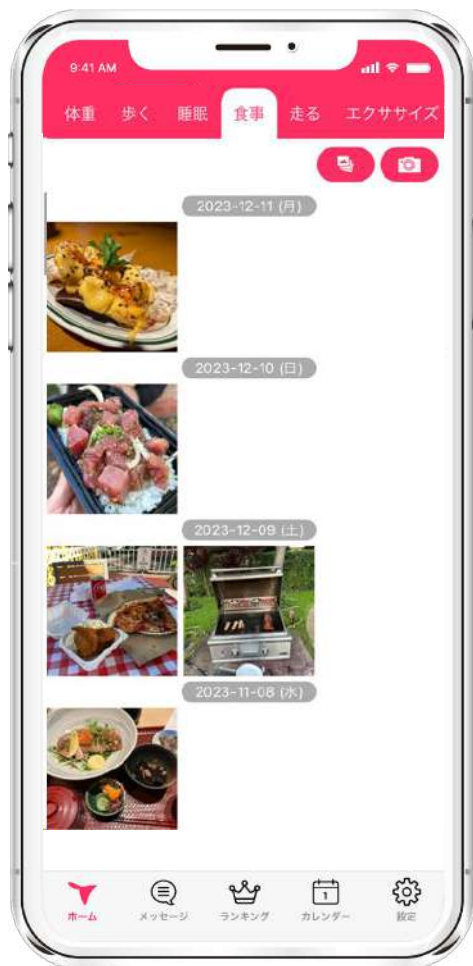 9:41 AM
体重 歩く 睡眠 食事 走る エクササイズ
2023-12-11 (月)
2023-12-10 (日)
2023-12-09 (土)
2023-11-08 (水)
1
ホーム メッセージ ランキング カレンダー 設定